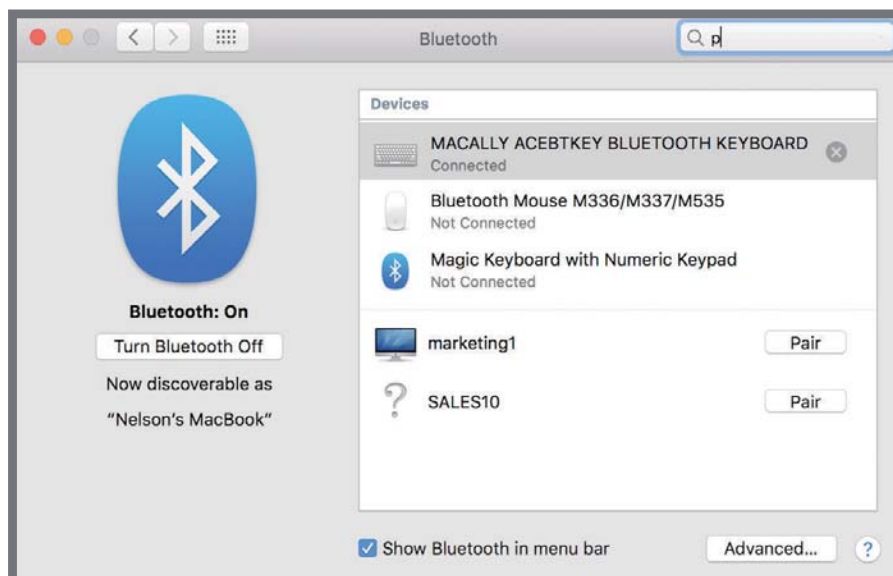 Bluetooth
p
Bluetooth: On
Turn Bluetooth Off
Now discoverable as
“Nelson’s MacBook”
Devices
MACALLY ACEBTKEY BLUETOOTH KEYBOARD
Connected
Bluetooth Mouse M336/M337/M535
Not Connected
Magic Keyboard with Numeric Keypad
Not Connected
marketing1 Pair
SALES10 Pair
Show Bluetooth in menu bar Advanced... ?